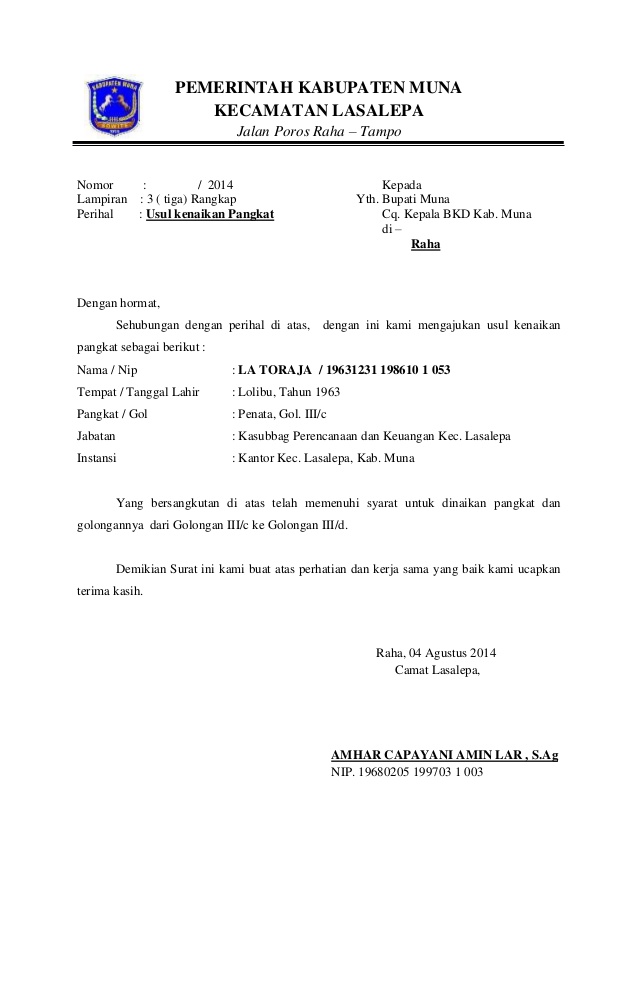 KABUPATEN MUNA
PEMERINTAH KABUPATEN MUNA
KECAMATAN LASALEPA
Jalan Poros Raha – Tampo
Nomor : / 2014
Lampiran : 3 ( tiga) Rangkap
Perihal : Usul kenaikan Pangkat
Kepada
Yth. Bupati Muna
Cq. Kepala BKD Kab. Muna
di –
Raha
Dengan hormat,
Sehubungan dengan perihal di atas, dengan ini kami mengajukan usul kenaikan
pangkat sebagai berikut :
Nama / Nip : LA TORAJA / 19631231 198610 1 053
Tempat / Tanggal Lahir : Lolibu, Tahun 1963
Pangkat / Gol : Penata, Gol. III/c
Jabatan : Kasubbag Perencanaan dan Keuangan Kec. Lasalepa
Instansi : Kantor Kec. Lasalepa, Kab. Muna
Yang bersangkutan di atas telah memenuhi syarat untuk dinaikan pangkat dan
golongannya dari Golongan III/c ke Golongan III/d.
Demikian Surat ini kami buat atas perhatian dan kerja sama yang baik kami ucapkan
terima kasih.
Raha, 04 Agustus 2014
Camat Lasalepa,
AMHAR CAPAYANI AMIN LAR , S.Ag
NIP. 19680205 199703 1 003